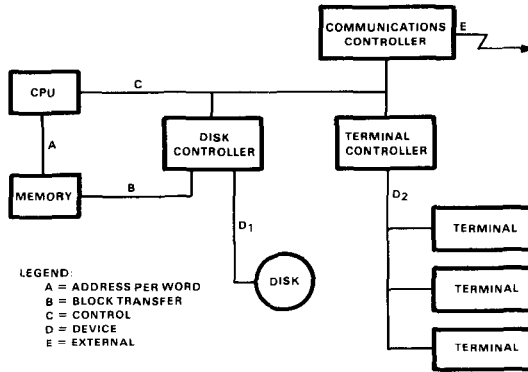 COMMUNICATIONS
CONTROLLER
E
CPU
C
A
DISK
CONTROLLER
TERMINAL
CONTROLLER
MEMORY
B
D1
D2
TERMINAL
DISK
TERMINAL
TERMINAL
LEGEND:
A = ADDRESS PER WORD
B = BLOCK TRANSFER
C = CONTROL
D = DEVICE
E = EXTERNAL